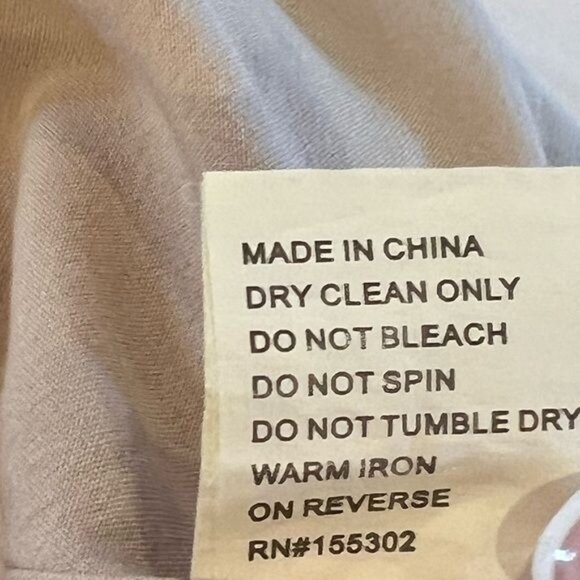 MADE IN CHINA
DRY CLEAN ONLY
DO NOT BLEACH
DO NOT SPIN
DO NOT TUMBLE DRY
WARM IRON
ON REVERSE
RN#155302